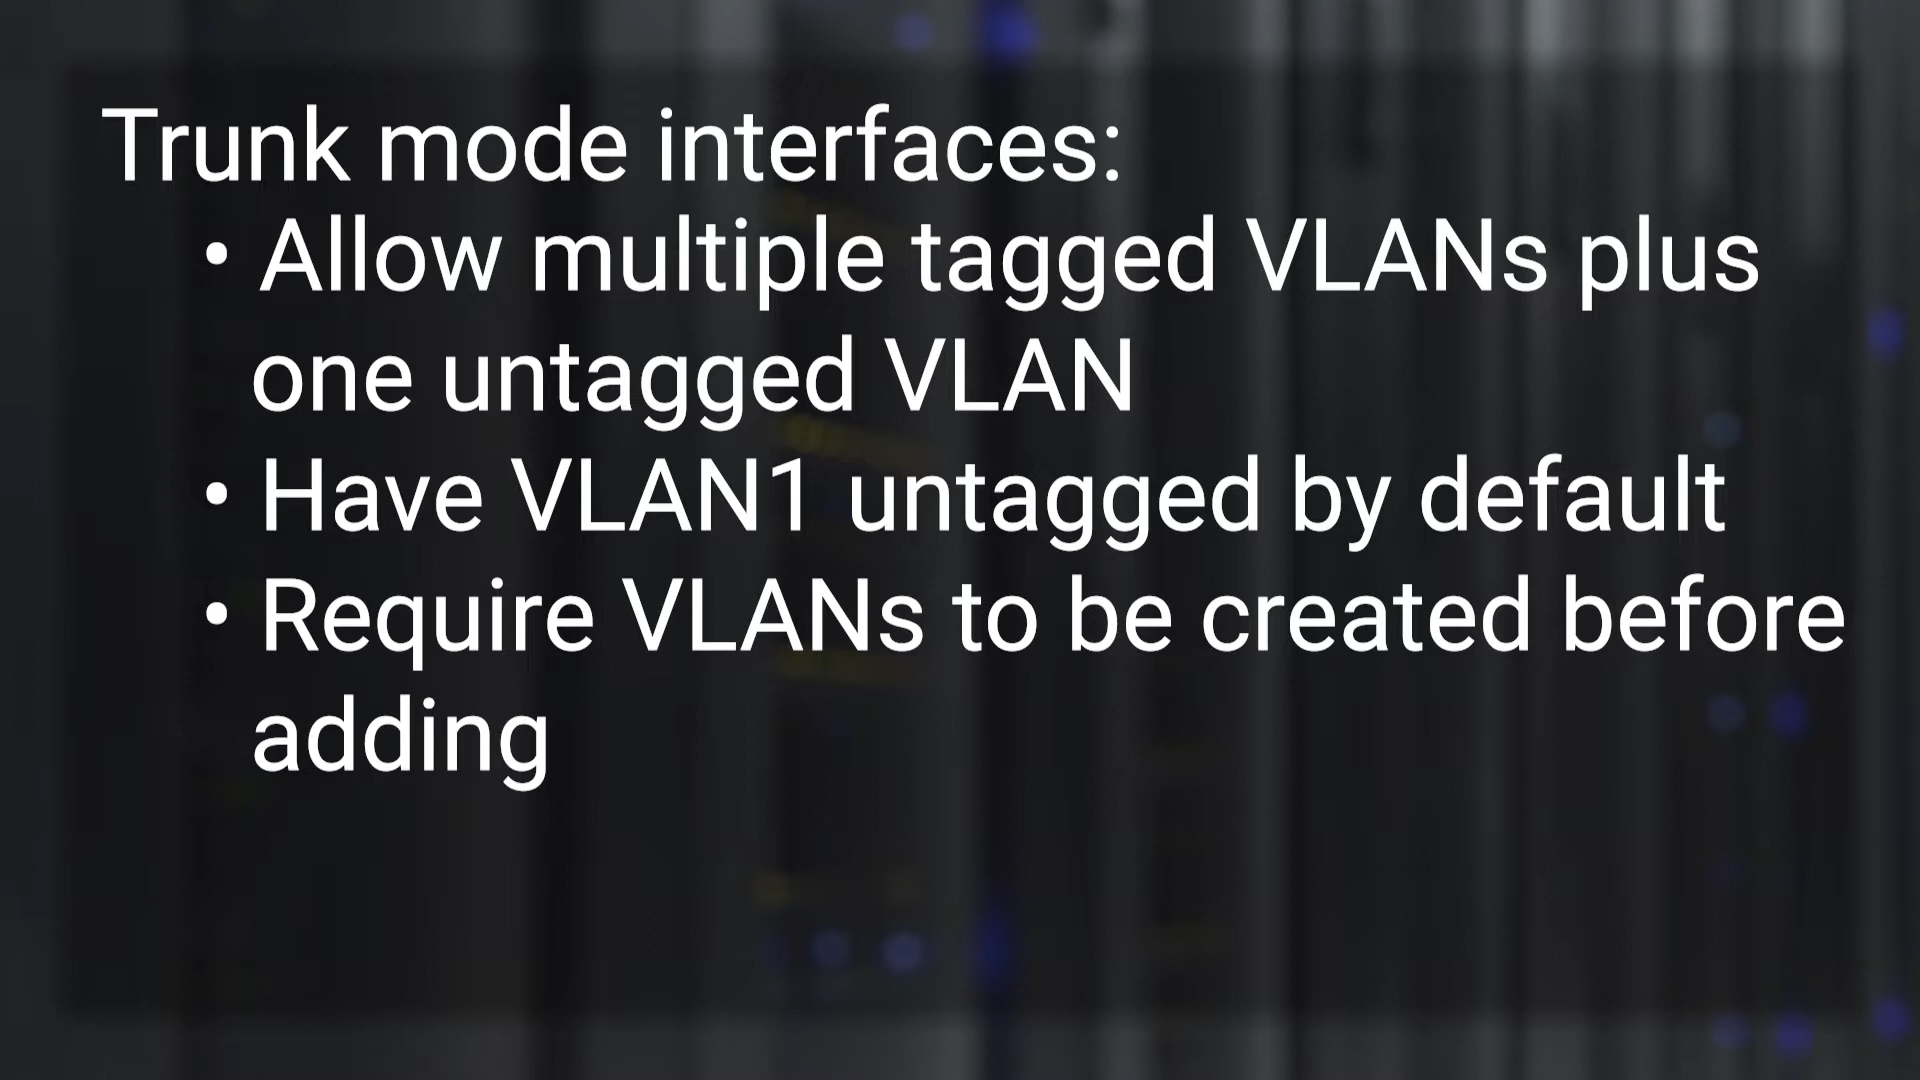 Trunk mode interfaces:
• Allow multiple tagged VLANs plus
one untagged VLAN
• Have VLAN1 untagged by default
• Require VLANs to be created before
adding